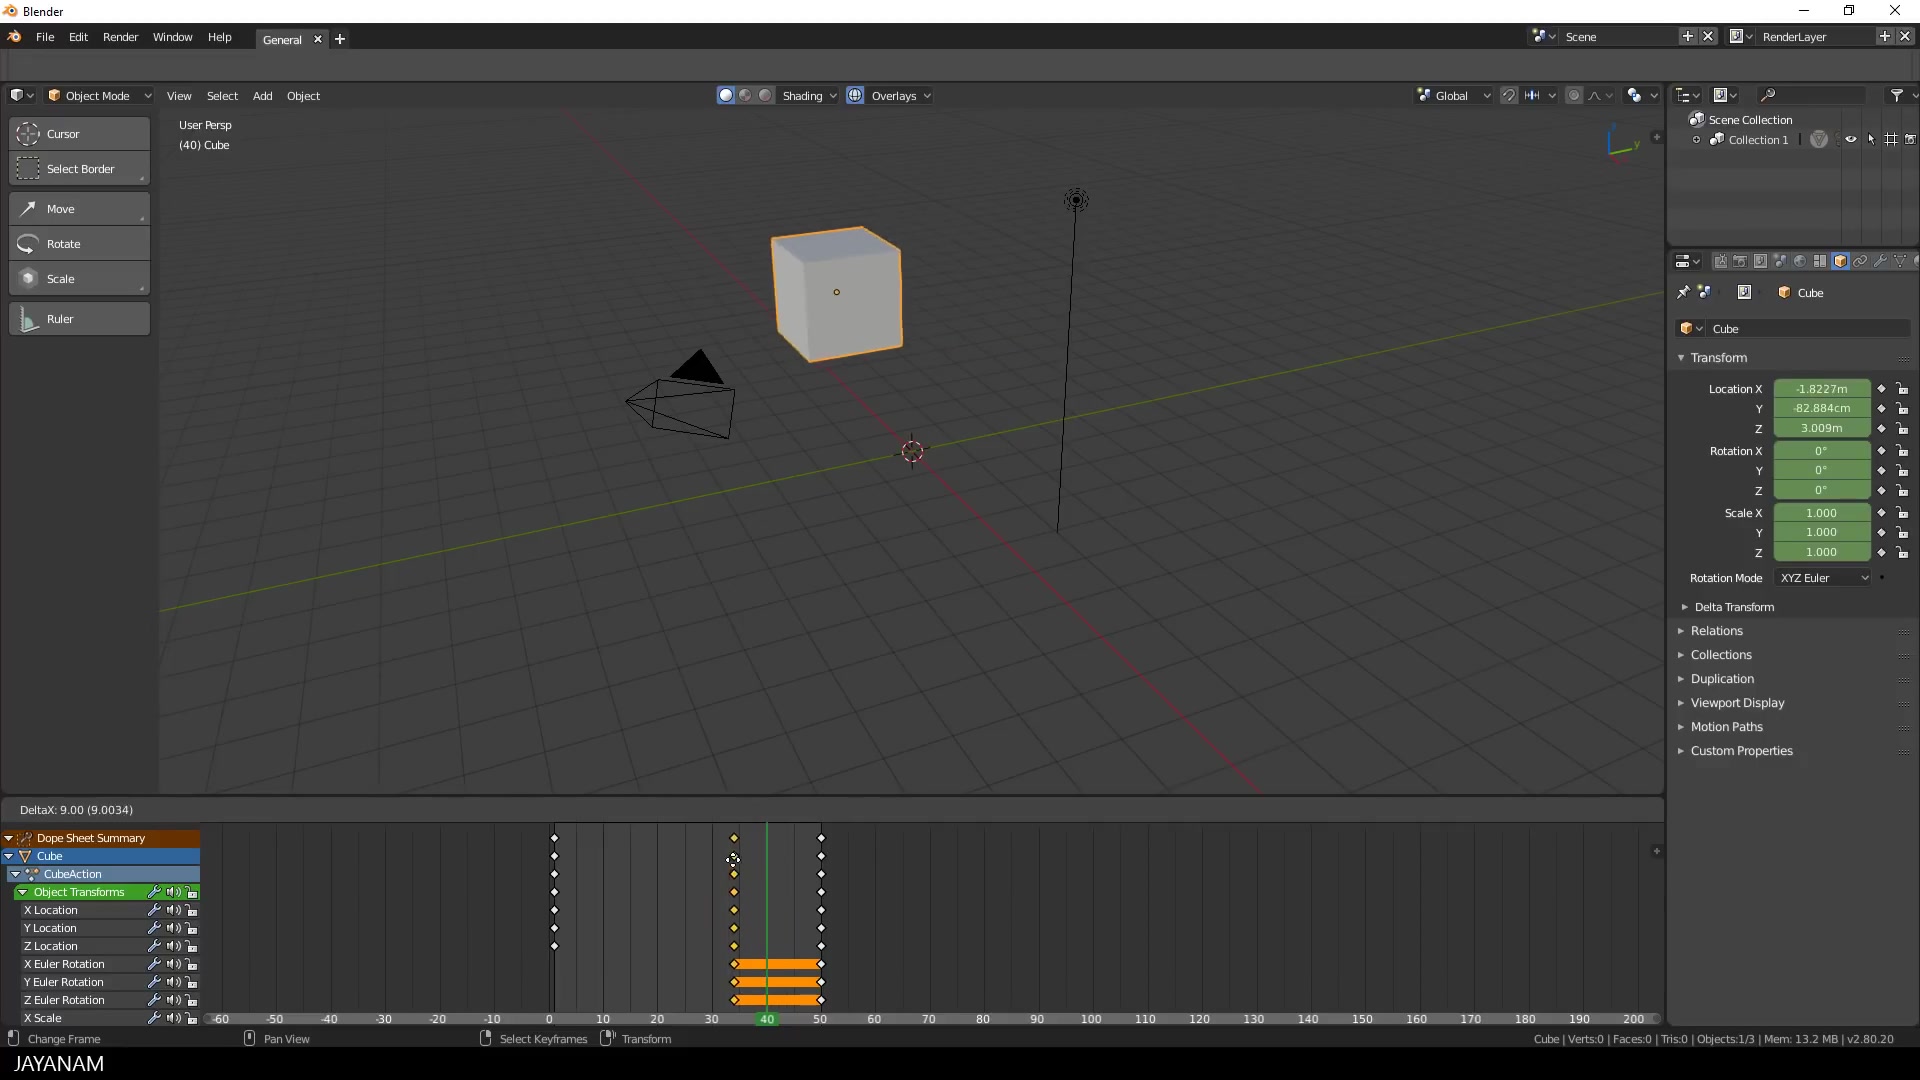 Blender
File Edit Render Window Help General Scene RenderLayer
Object Mode View Select Add Object Shading Overlays Global
Cursor
Select Border
Move
Rotate
Scale
Ruler
User Persp
(40) Cube
z
y
Scene Collection
Collection 1
Cube
Cube
Transform
Location X -1.8227m
Y -82.884cm
Z 3.009m
Rotation X 0°
Y 0°
Z 0°
Scale X 1.000
Y 1.000
Z 1.000
Rotation Mode XYZ Euler
Delta Transform
Relations
Collections
Duplication
Viewport Display
Motion Paths
Custom Properties
DeltaX: 9.00 (9.0034)
Dope Sheet Summary
Cube
CubeAction
Object Transforms
X Location
Y Location
Z Location
X Euler Rotation
Y Euler Rotation
Z Euler Rotation
X Scale
-60 -50 -40 -30 -20 -10 0 10 20 30 40 50 60 70 80 90 100 110 120 130 140 150 160 170 180 190 200
Change Frame Pan View Select Keyframes Transform Cube | Verts:0 | Faces:0 | Tris:0 | Objects:1/3 | Mem: 13.2 MB | v2.80.20
JAYANAM